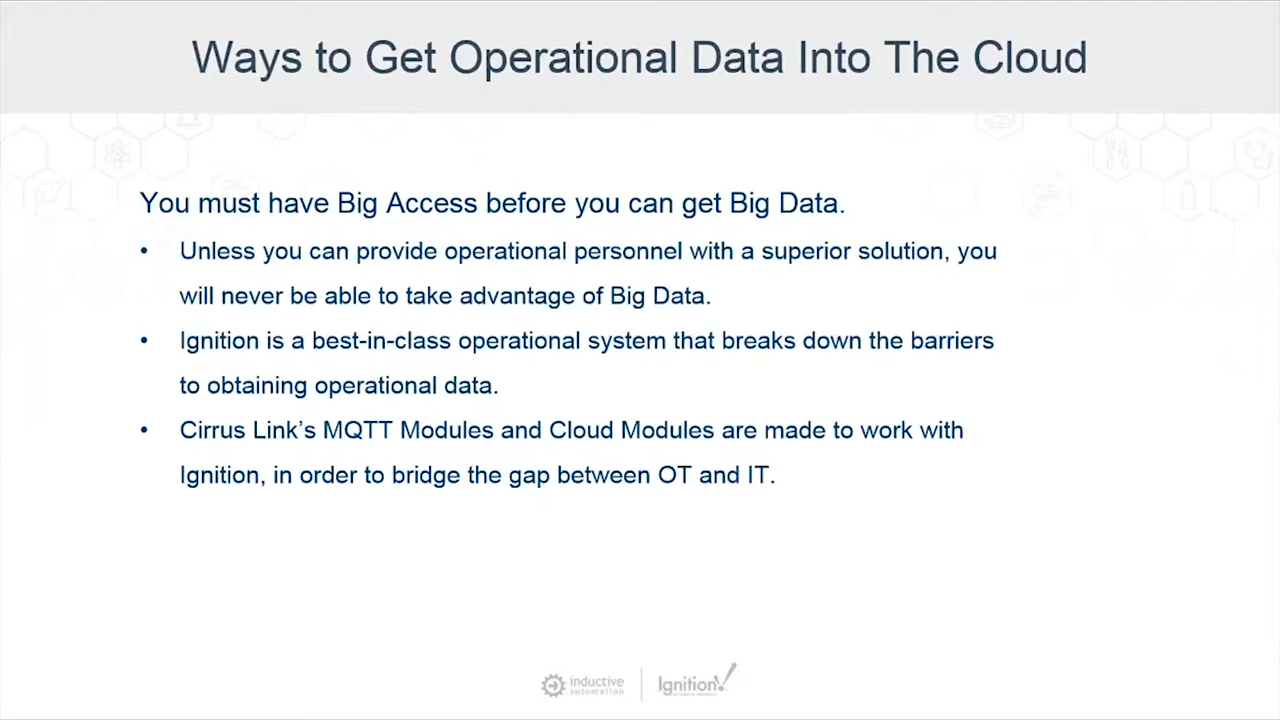 Ways to Get Operational Data Into The Cloud
You must have Big Access before you can get Big Data.
• Unless you can provide operational personnel with a superior solution, you
will never be able to take advantage of Big Data.
• Ignition is a best-in-class operational system that breaks down the barriers
to obtaining operational data.
• Cirrus Link’s MQTT Modules and Cloud Modules are made to work with
Ignition, in order to bridge the gap between OT and IT.
inductive
automation
Ignition!